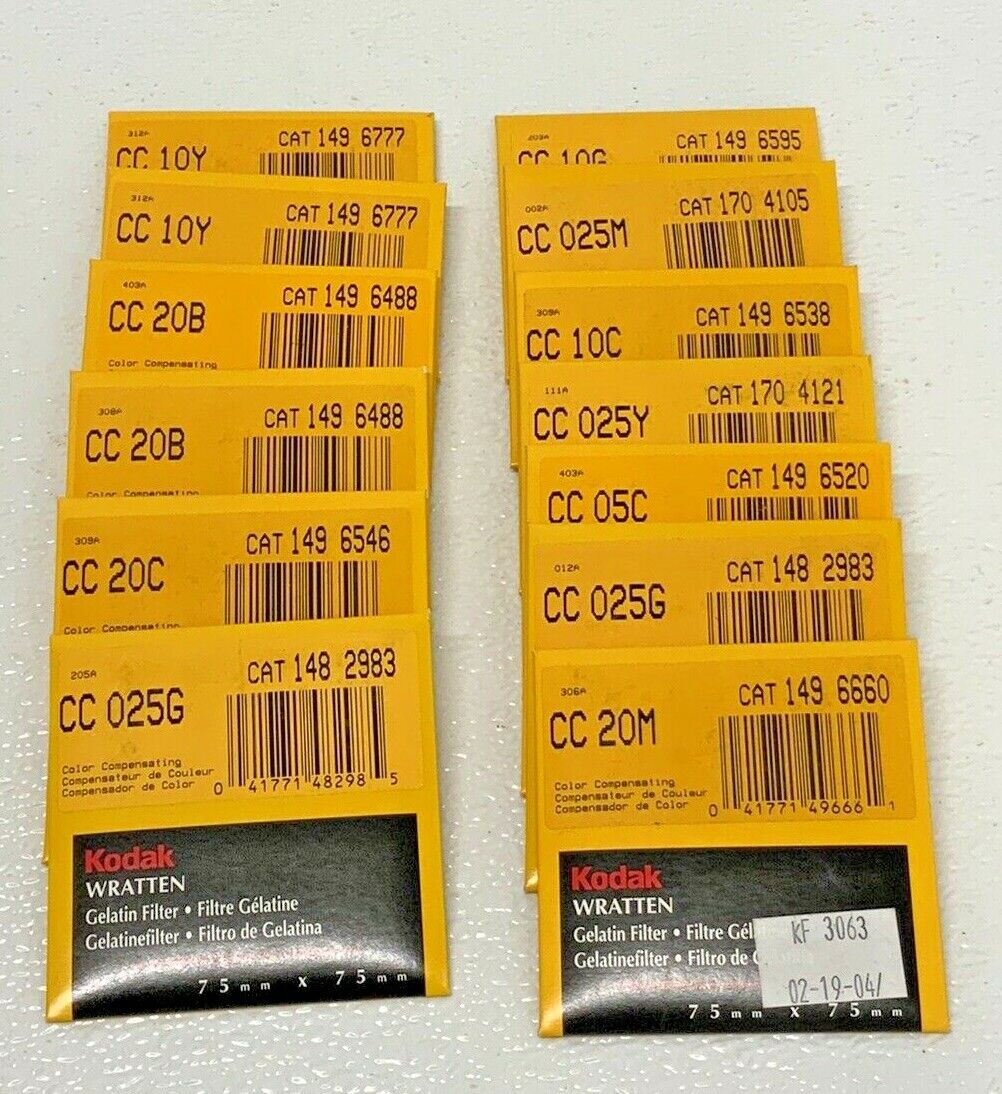 312A
CC 10Y CAT 149 6777
312A
CC 10Y CAT 149 6777
403A
CC 20B CAT 149 6488
Color Compensating
308A
CC 20B CAT 149 6488
Color Compensating
309A
CC 20C CAT 149 6546
Color Compensating
205A
CC 025G CAT 148 2983
Color Compensating
Compensateur de Couleur
Compensador de Color
0 41771 48298 5
Kodak
WRATTEN
Gelatin Filter • Filtre Gélatine
Gelatinefilter • Filtro de Gelatina
75mm x 75mm
203A
CC 10G CAT 149 6595
002A
CC 025M CAT 170 4105
309A
CC 10C CAT 149 6538
111A
CC 025Y CAT 170 4121
403A
CC 05C CAT 149 6520
012A
CC 025G CAT 148 2983
306A
CC 20M CAT 149 6660
Color Compensating
Compensateur de Couleur
Compensador de Color
0 41771 49666 1
Kodak
WRATTEN
Gelatin Filter • Filtre Gél
Gelatinefilter • Filtro de
KF 3063
02-19-04/
75mm x 75mm